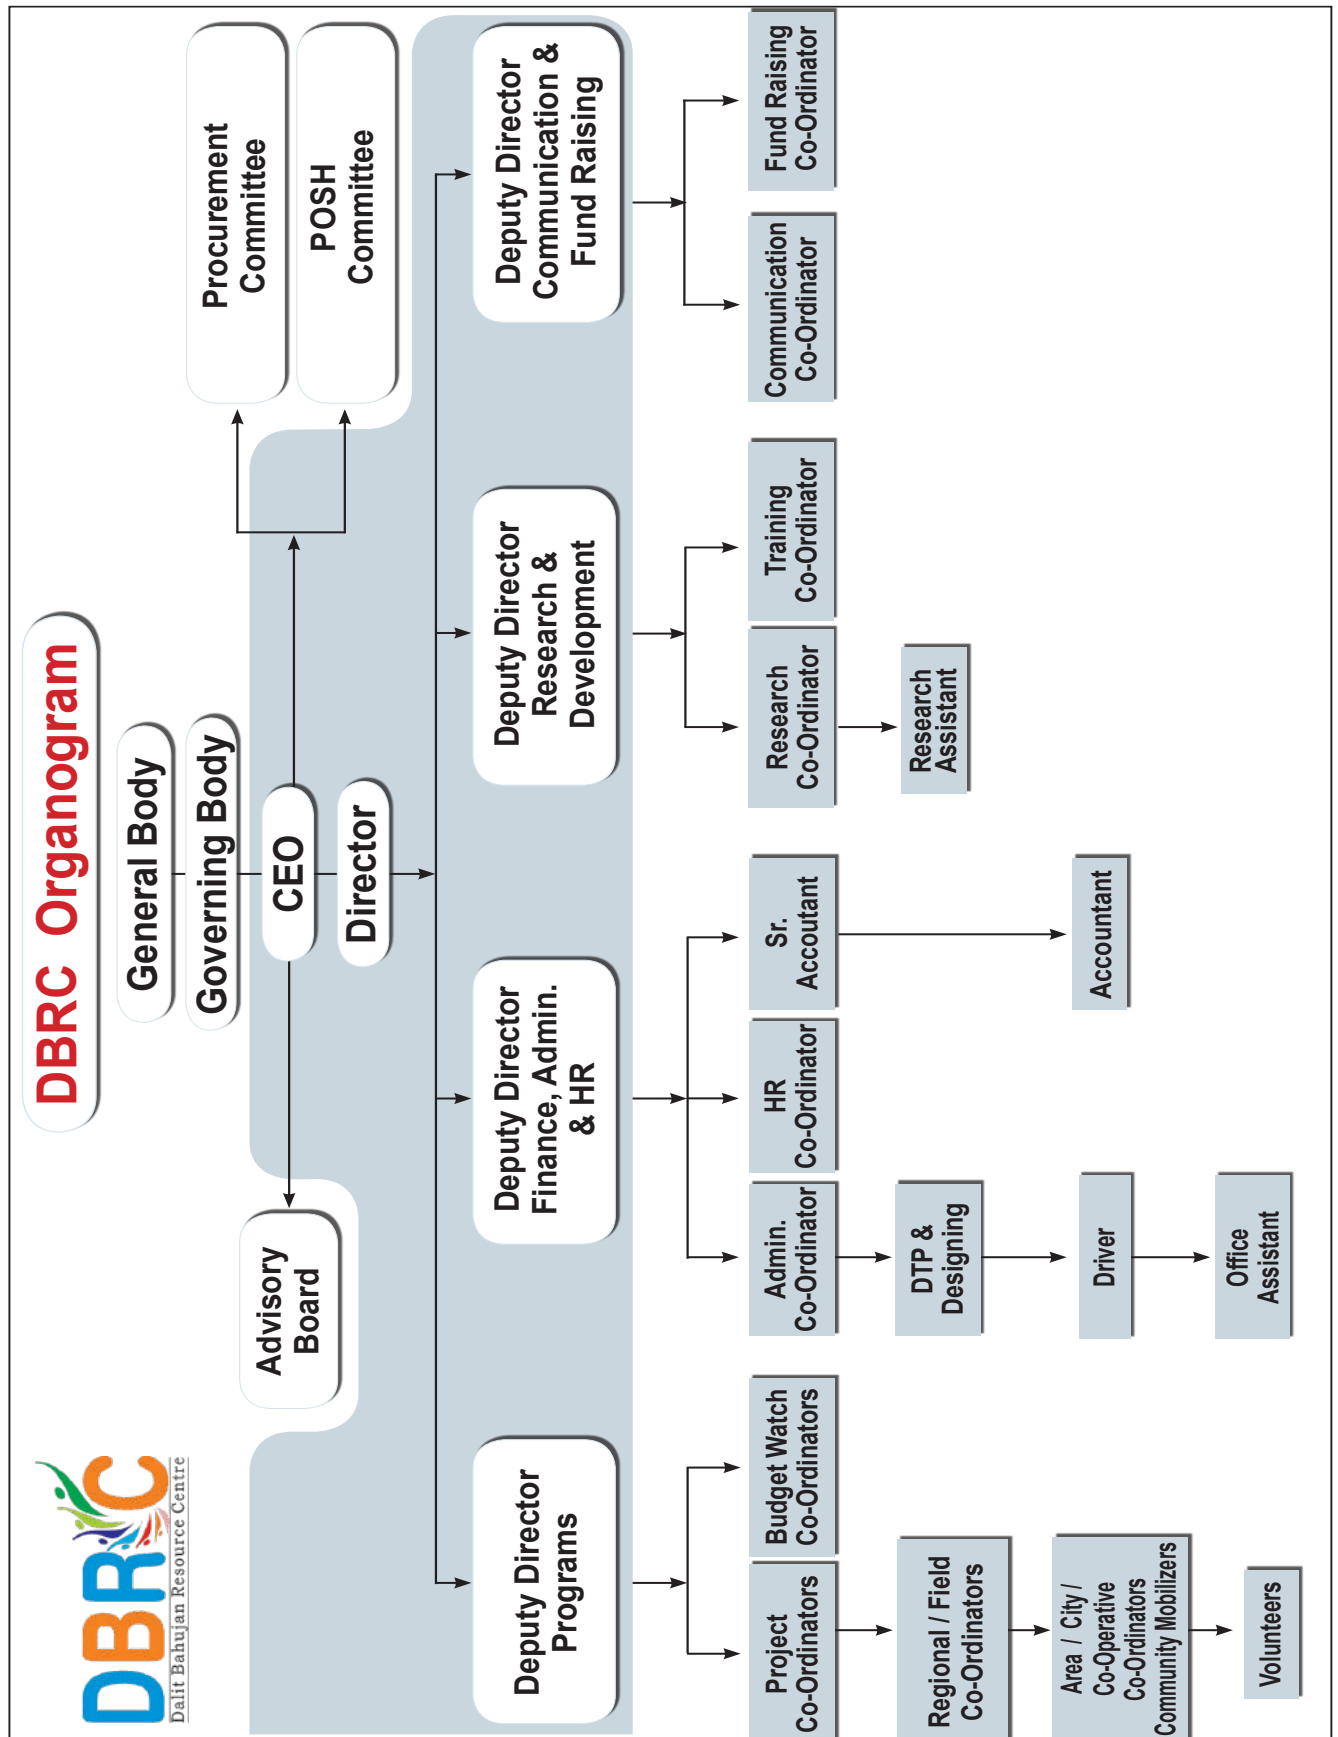 DBRC
Dalit Bahujan Resource Centre
DBRC Organogram
General Body
Governing Body
CEO
Director
Advisory
Board
Procurement
Committee
POSH
Committee
Deputy Director
Programs
Deputy Director
Finance, Admin.
& HR
Deputy Director
Research &
Development
Deputy Director
Communication &
Fund Raising
Project
Co-Ordinators
Budget Watch
Co-Ordinators
Admin.
Co-Ordinator
HR
Co-Ordinator
Sr.
Accoutant
Research
Co-Ordinator
Training
Co-Ordinator
Communication
Co-Ordinator
Fund Raising
Co-Ordinator
Regional / Field
Co-Ordinators
DTP &
Designing
Research
Assistant
Area / City /
Co-Operative
Co-Ordinators
Community Mobilizers
Driver
Accountant
Volunteers
Office
Assistant